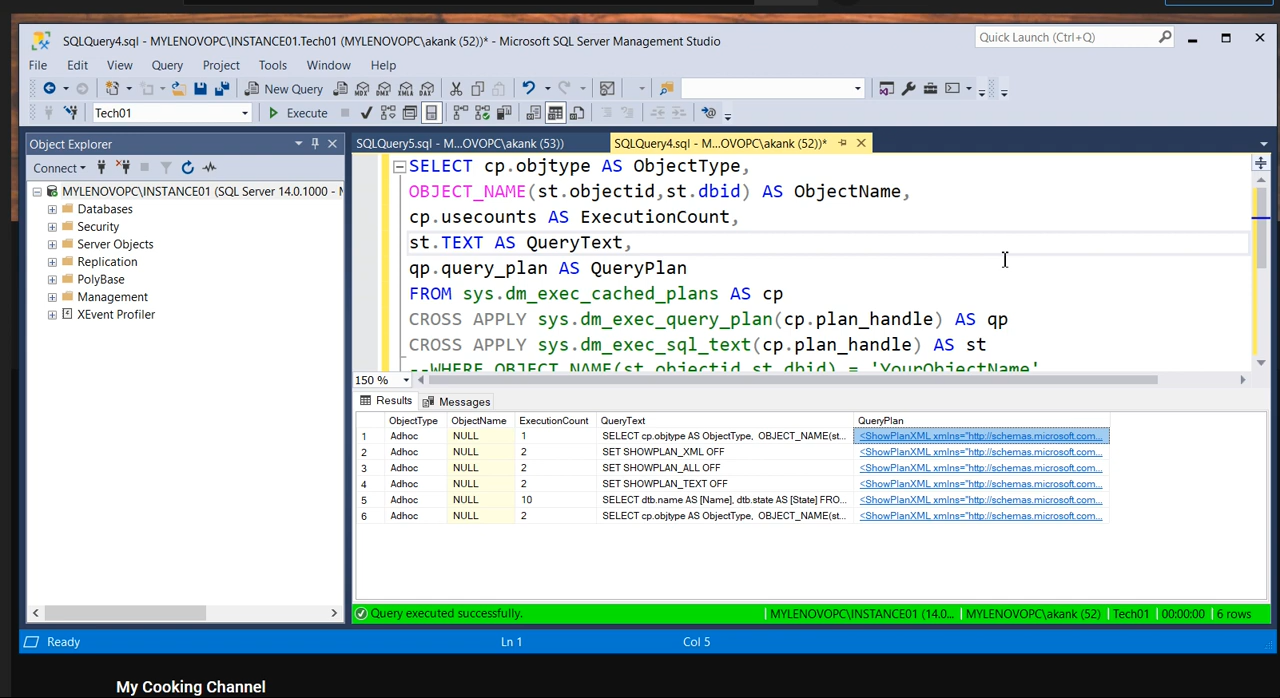 SQLQuery4.sql - MYLENOVOPC\INSTANCE01.Tech01 (MYLENOVOPC\akank (52))* - Microsoft SQL Server Management Studio
Quick Launch (Ctrl+Q)
File Edit View Query Project Tools Window Help
New Query
MDX DMX XMLA DAX
Tech01
Execute
Object Explorer
Connect
MYLENOVOPC\INSTANCE01 (SQL Server 14.0.1000 -
Databases
Security
Server Objects
Replication
PolyBase
Management
XEvent Profiler
SQLQuery5.sql - M...OVOPC\akank (53))
SQLQuery4.sql - M...OVOPC\akank (52))*
SELECT cp.objtype AS ObjectType,
OBJECT_NAME(st.objectid,st.dbid) AS ObjectName,
cp.usecounts AS ExecutionCount,
st.TEXT AS QueryText,
qp.query_plan AS QueryPlan
FROM sys.dm_exec_cached_plans AS cp
CROSS APPLY sys.dm_exec_query_plan(cp.plan_handle) AS qp
CROSS APPLY sys.dm_exec_sql_text(cp.plan_handle) AS st
--WHERE OBJECT_NAME(st.objectid,st.dbid) = 'YourObjectName'
150 %
Results Messages
ObjectType ObjectName ExecutionCount QueryText QueryPlan
1 Adhoc NULL 1 SELECT cp.objtype AS ObjectType, OBJECT_NAME(st... <ShowPlanXML xmlns="http://schemas.microsoft.com...
2 Adhoc NULL 2 SET SHOWPLAN_XML OFF <ShowPlanXML xmlns="http://schemas.microsoft.com...
3 Adhoc NULL 2 SET SHOWPLAN_ALL OFF <ShowPlanXML xmlns="http://schemas.microsoft.com...
4 Adhoc NULL 2 SET SHOWPLAN_TEXT OFF <ShowPlanXML xmlns="http://schemas.microsoft.com...
5 Adhoc NULL 10 SELECT dtb.name AS [Name], dtb.state AS [State] FRO... <ShowPlanXML xmlns="http://schemas.microsoft.com...
6 Adhoc NULL 2 SELECT cp.objtype AS ObjectType, OBJECT_NAME(st... <ShowPlanXML xmlns="http://schemas.microsoft.com...
Query executed successfully. MYLENOVOPC\INSTANCE01 (14.0... MYLENOVOPC\akank (52) Tech01 00:00:00 6 rows
Ready Ln 1 Col 5
My Cooking Channel